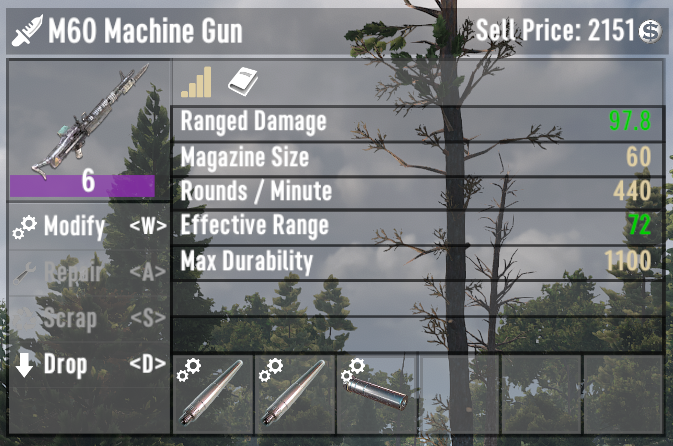 M60 Machine Gun
Sell Price: 2151
6
Ranged Damage 97.8
Magazine Size 60
Rounds / Minute 440
Effective Range 72
Max Durability 1100
Modify <W>
Repair <A>
Scrap <S>
Drop <D>